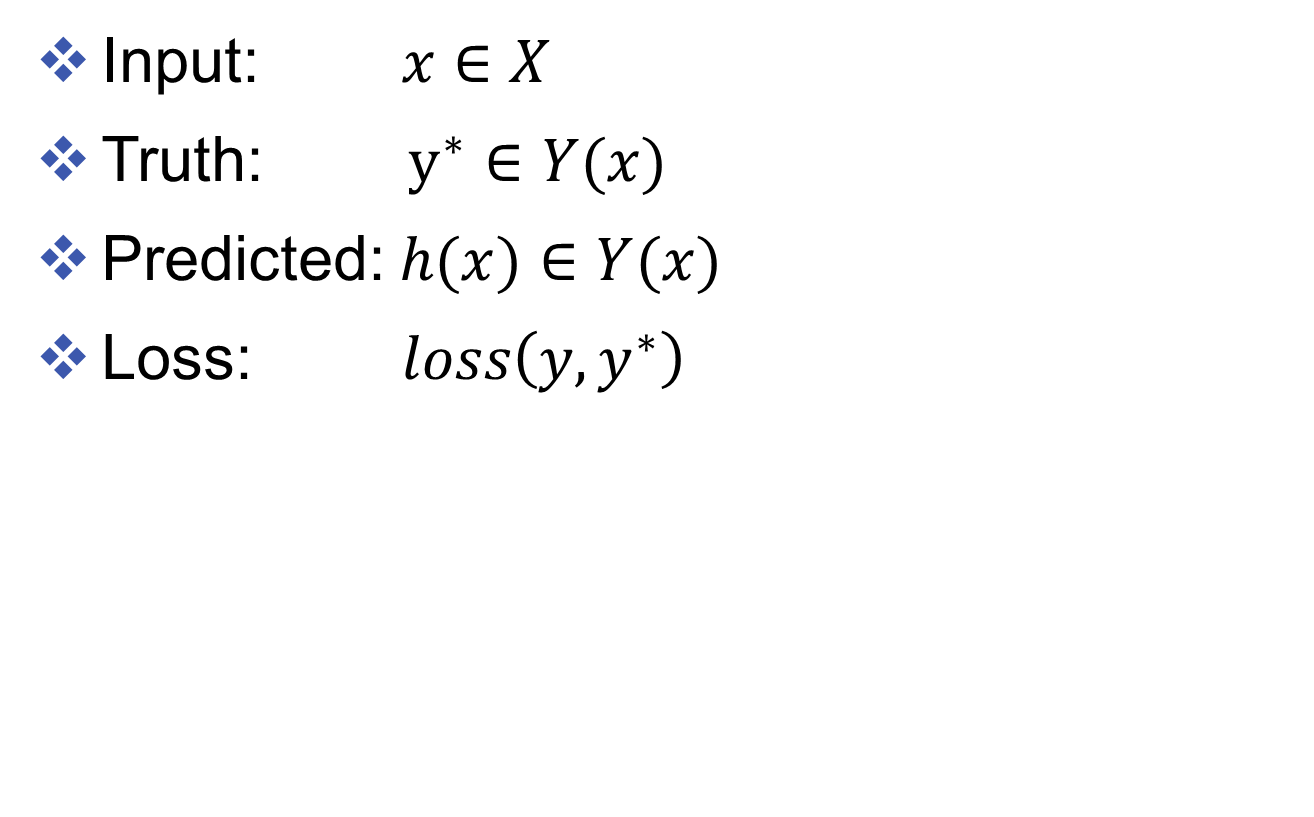 ❖ Input: x ∈ X
❖ Truth: y* ∈ Y(x)
❖ Predicted: h(x) ∈ Y(x)
❖ Loss: loss(y, y*)